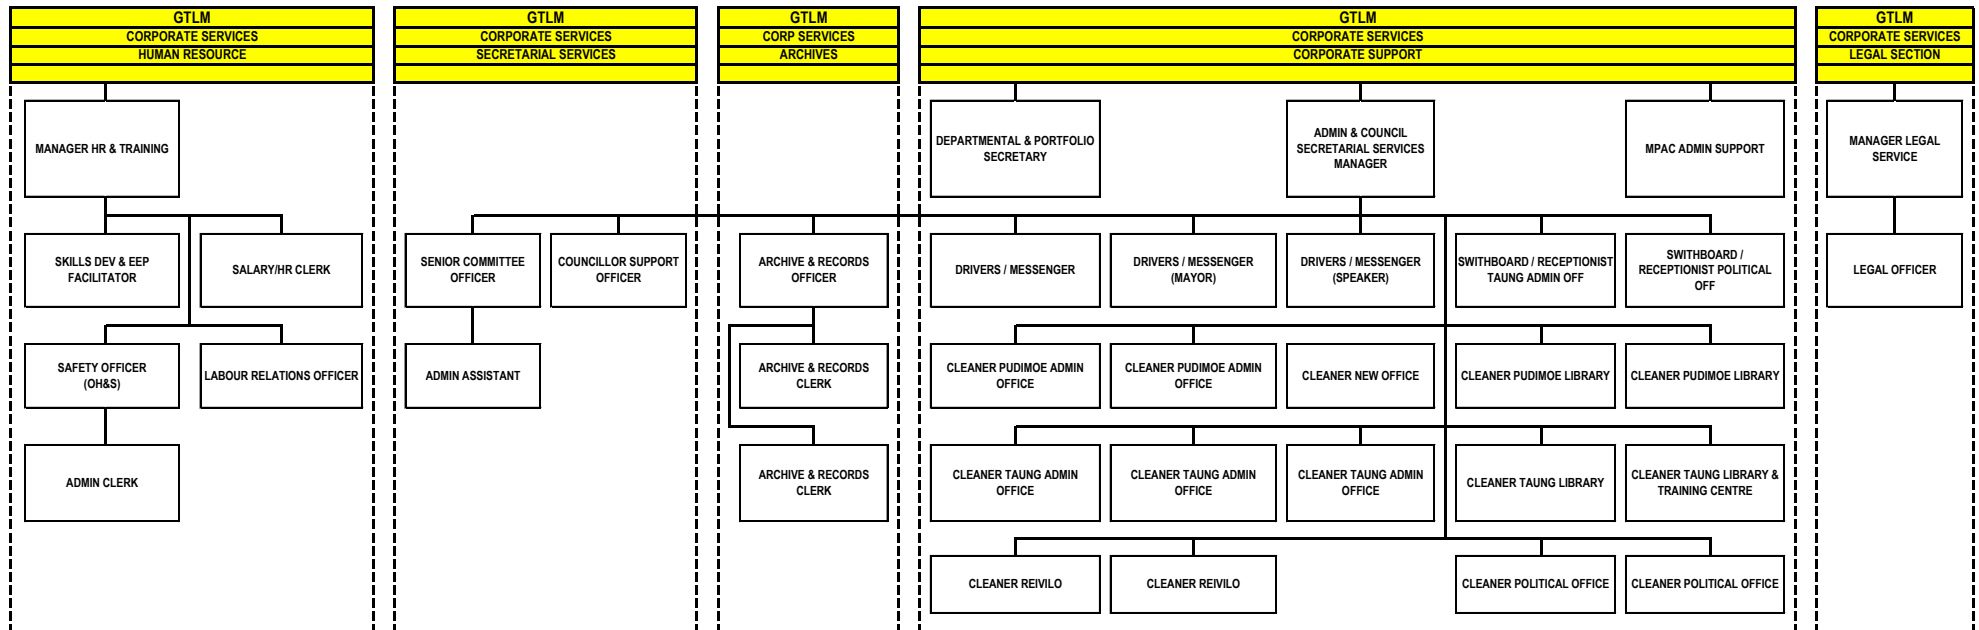 GTLM
CORPORATE SERVICES
HUMAN RESOURCE
GTLM
CORPORATE SERVICES
SECRETARIAL SERVICES
GTLM
CORP SERVICES
ARCHIVES
GTLM
CORPORATE SERVICES
CORPORATE SUPPORT
GTLM
CORPORATE SERVICES
LEGAL SECTION
MANAGER HR & TRAINING
DEPARTMENTAL & PORTFOLIO
SECRETARY
ADMIN & COUNCIL
SECRETARIAL SERVICES
MANAGER
MPAC ADMIN SUPPORT
MANAGER LEGAL
SERVICE
SKILLS DEV & EEP
FACILITATOR
SALARY/HR CLERK
SENIOR COMMITTEE
OFFICER
COUNCILLOR SUPPORT
OFFICER
ARCHIVE & RECORDS
OFFICER
DRIVERS / MESSENGER
DRIVERS / MESSENGER
(MAYOR)
DRIVERS / MESSENGER
(SPEAKER)
SWITHBOARD / RECEPTIONIST
TAUNG ADMIN OFF
SWITHBOARD /
RECEPTIONIST POLITICAL
OFF
LEGAL OFFICER
SAFETY OFFICER
(OH&S)
LABOUR RELATIONS OFFICER
ADMIN ASSISTANT
ARCHIVE & RECORDS
CLERK
CLEANER PUDIMOE ADMIN
OFFICE
CLEANER PUDIMOE ADMIN
OFFICE
CLEANER NEW OFFICE
CLEANER PUDIMOE LIBRARY
CLEANER PUDIMOE LIBRARY
ADMIN CLERK
ARCHIVE & RECORDS
CLERK
CLEANER TAUNG ADMIN
OFFICE
CLEANER TAUNG ADMIN
OFFICE
CLEANER TAUNG ADMIN
OFFICE
CLEANER TAUNG LIBRARY
CLEANER TAUNG LIBRARY &
TRAINING CENTRE
CLEANER REIVILO
CLEANER REIVILO
CLEANER POLITICAL OFFICE
CLEANER POLITICAL OFFICE